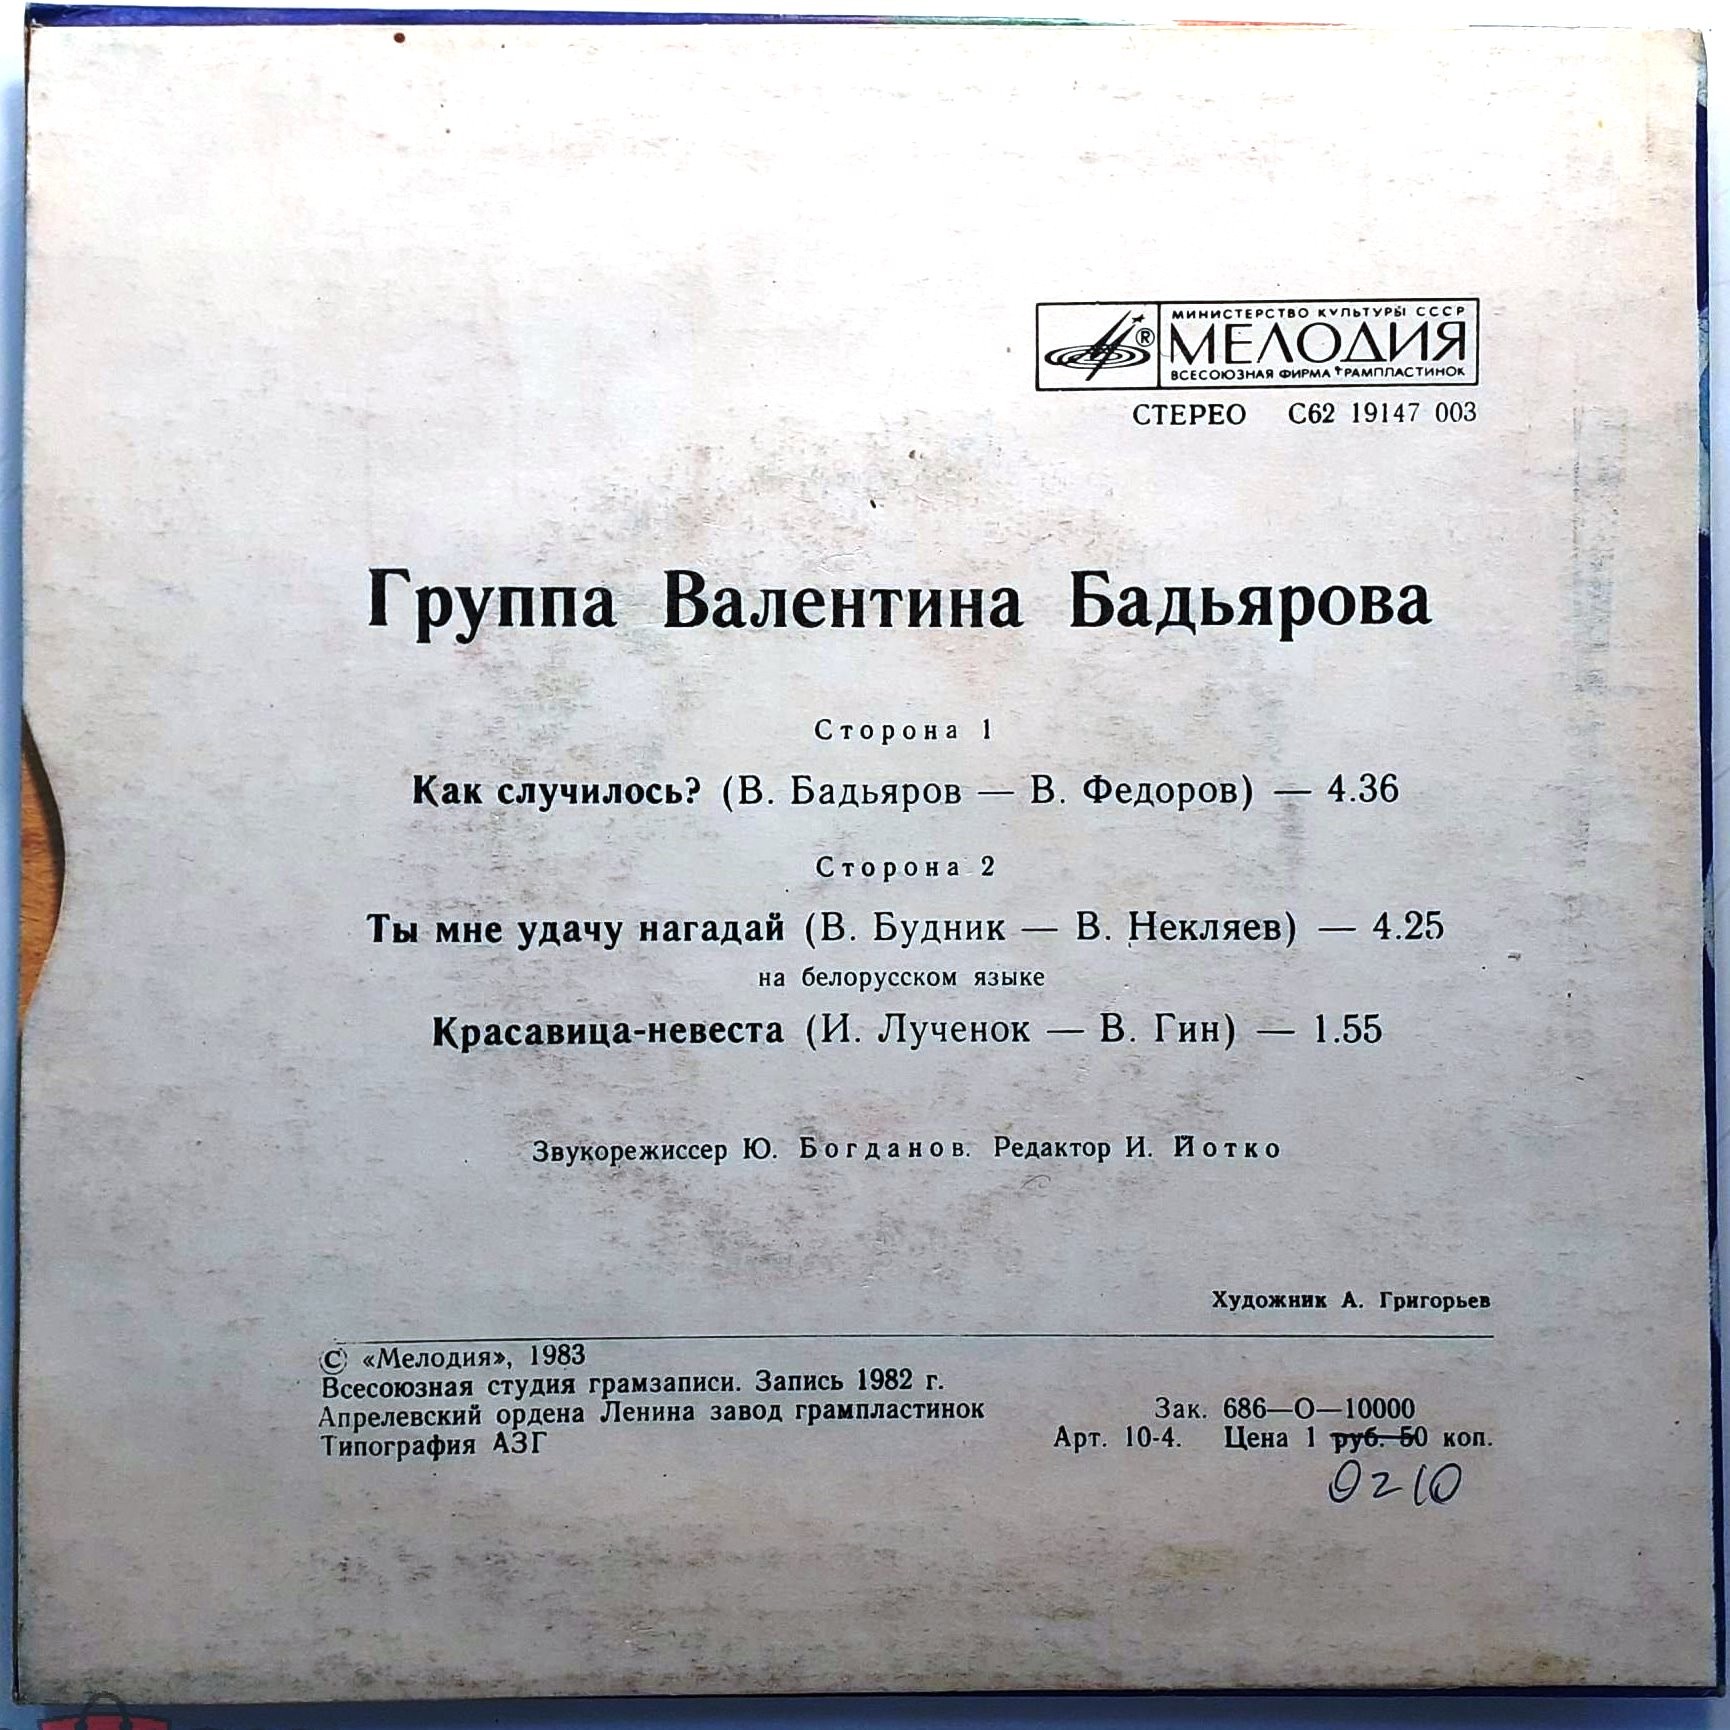 МИНИСТЕРСТВО КУЛЬТУРЫ СССР
МЕЛОДИЯ
®
ВСЕСОЮЗНАЯ ФИРМА ГРАМПЛАСТИНОК
СТЕРЕО С62 19147 003
Группа Валентина Бадьярова
Сторона 1
Как случилось? (В. Бадьяров — В. Федоров) — 4.36
Сторона 2
Ты мне удачу нагадай (В. Будник — В. Некляев) — 4.25
на белорусском языке
Красавица-невеста (И. Лученок — В. Гин) — 1.55
Звукорежиссер Ю. Богданов. Редактор И. Йотко
Художник А. Григорьев
© «Мелодия», 1983
Всесоюзная студия грамзаписи. Запись 1982 г.
Апрелевский ордена Ленина завод грампластинок
Типография АЗГ
Зак. 686—О—10000
Арт. 10-4. Цена 1 руб. 50 коп.
0210